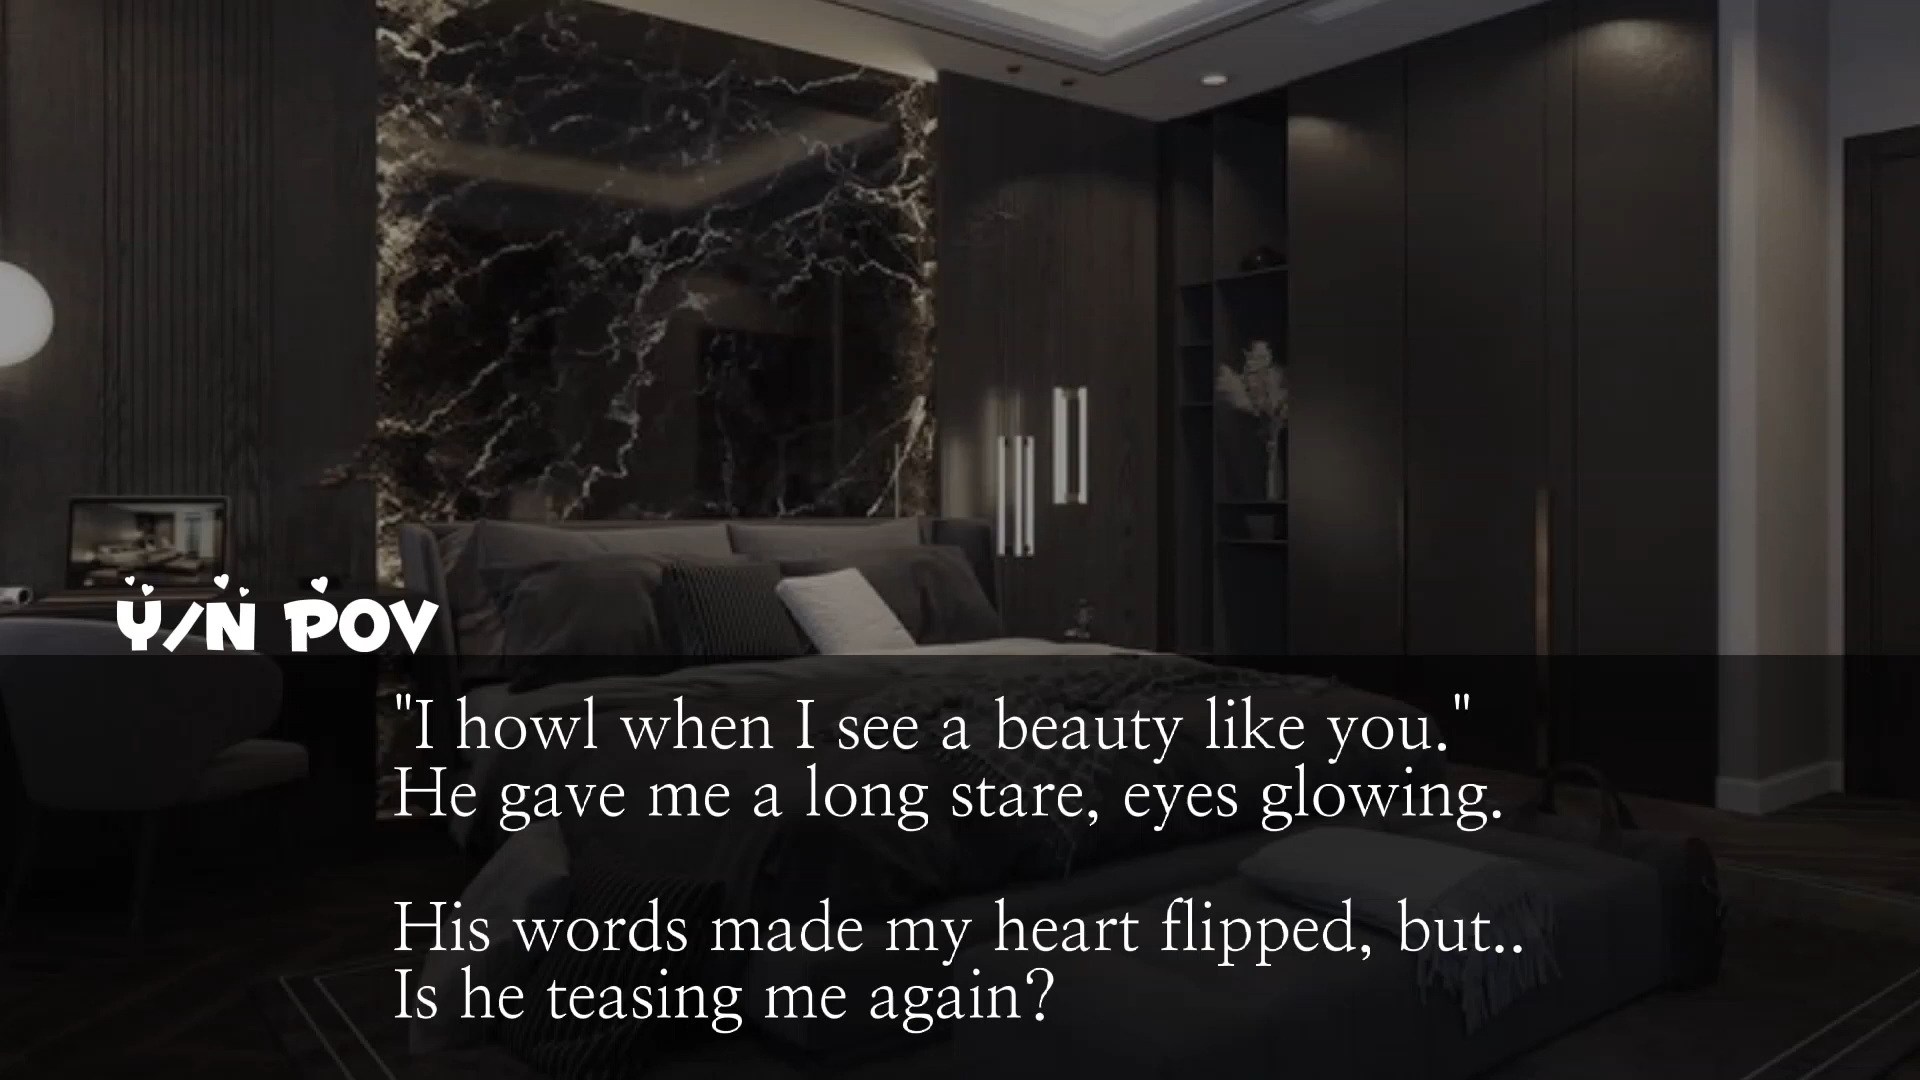 Y/N POV
"I howl when I see a beauty like you."
He gave me a long stare, eyes glowing.
His words made my heart flipped, but..
Is he teasing me again?